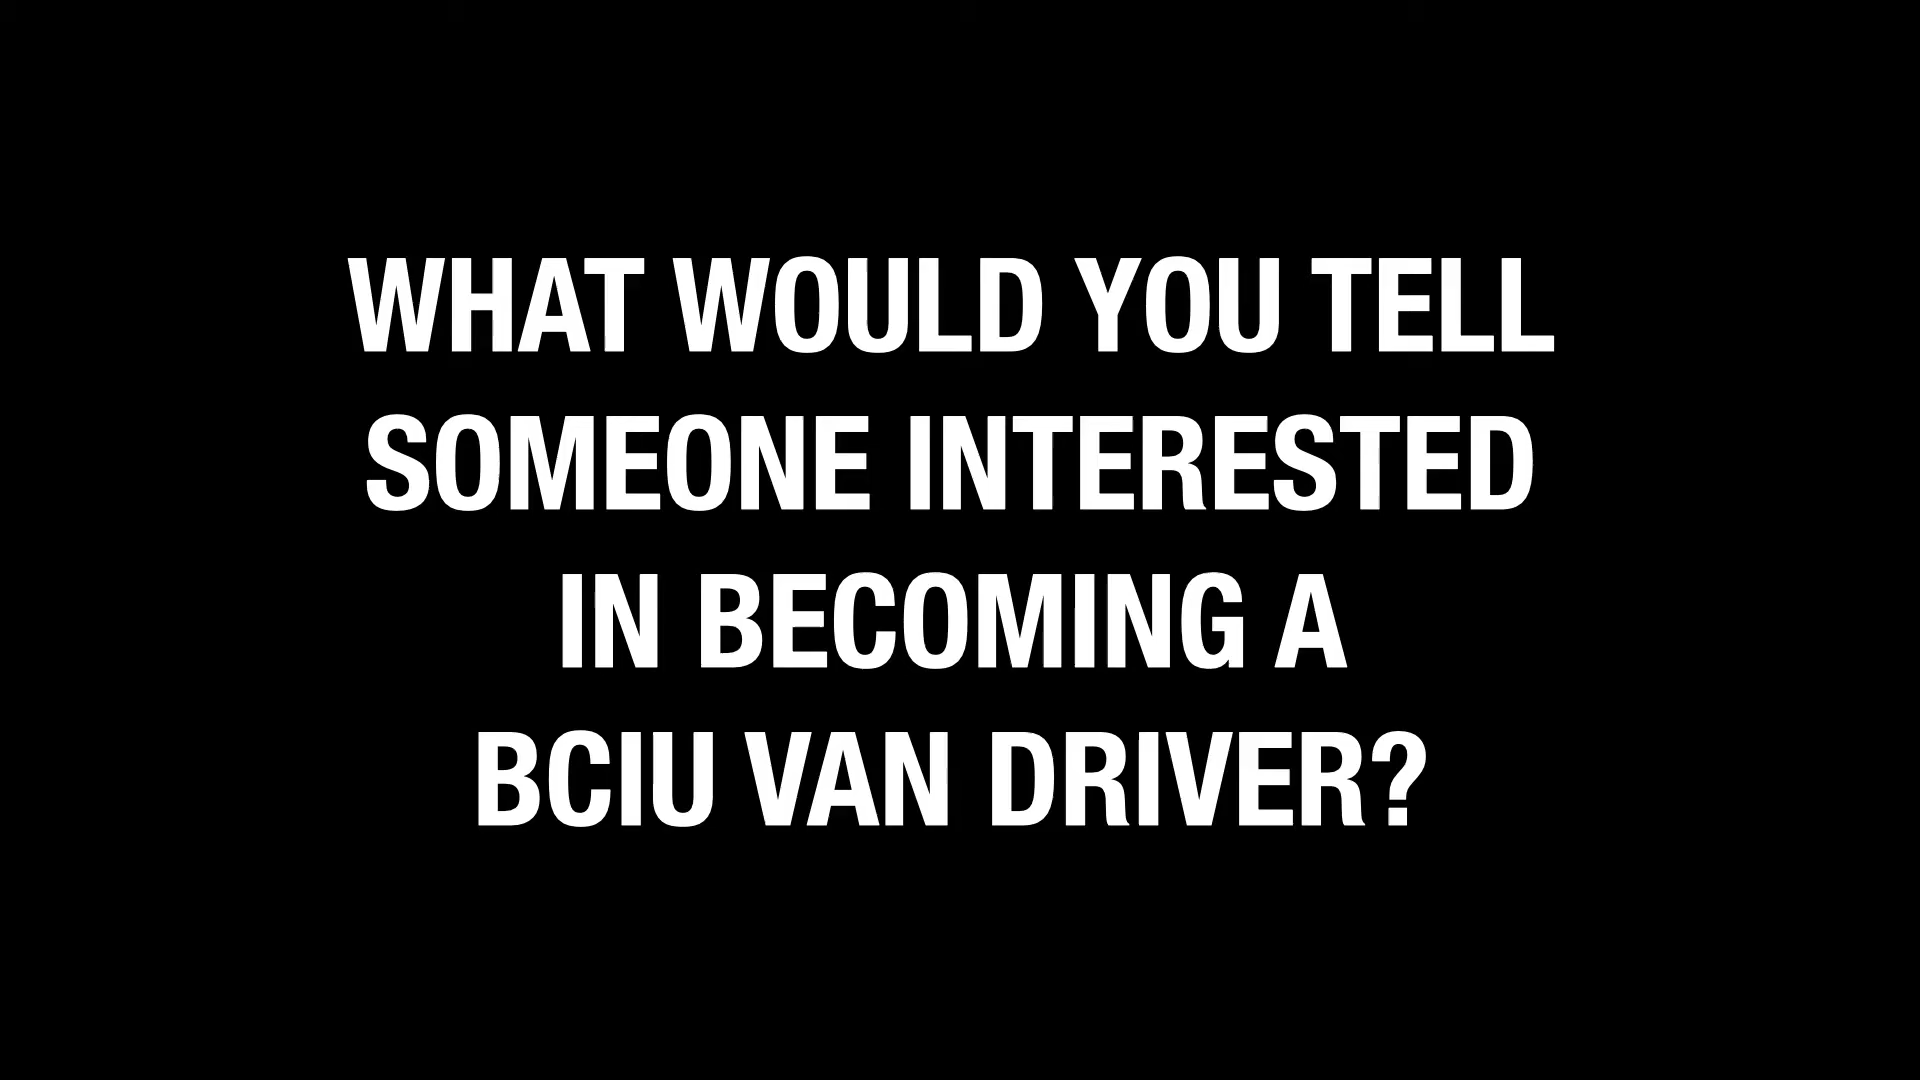 WHAT WOULD YOU TELL
SOMEONE INTERESTED
IN BECOMING A
BCIU VAN DRIVER?